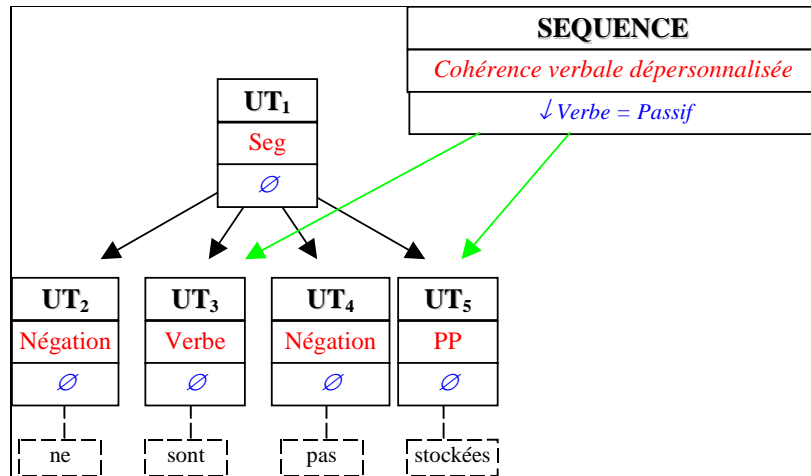 SEQUENCE
Cohérence verbale dépersonnalisée
↓ Verbe = Passif
UT₁
Seg
∅
UT₂ UT₃ UT₄ UT₅
Négation Verbe Négation PP
∅ ∅ ∅ ∅
ne sont pas stockées